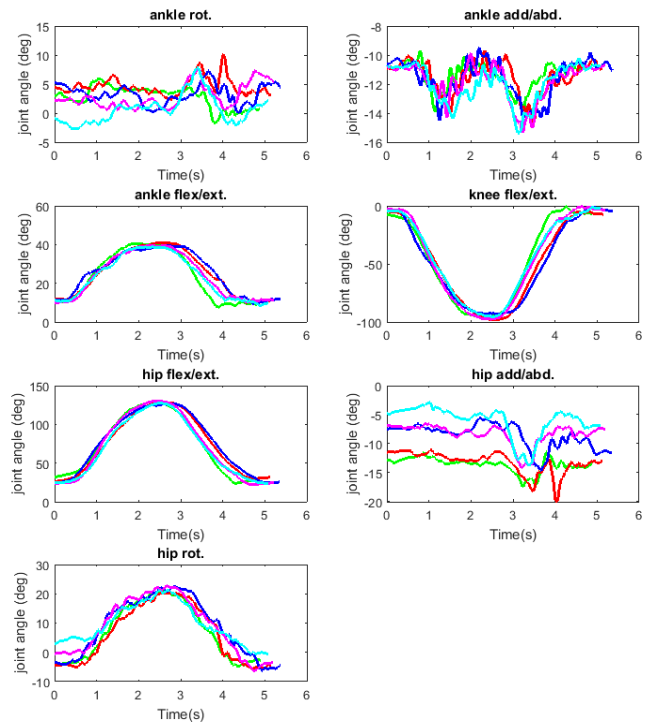 ankle rot.
joint angle (deg)
15
10
5
0
-5
0 1 2 3 4 5 6
Time(s)
ankle add/abd.
joint angle (deg)
-8
-10
-12
-14
-16
0 1 2 3 4 5 6
Time(s)
ankle flex/ext.
joint angle (deg)
60
40
20
0
0 1 2 3 4 5 6
Time(s)
knee flex/ext.
joint angle (deg)
0
-50
-100
0 1 2 3 4 5 6
Time(s)
hip flex/ext.
joint angle (deg)
150
100
50
0
0 1 2 3 4 5 6
Time(s)
hip add/abd.
joint angle (deg)
0
-5
-10
-15
-20
0 1 2 3 4 5 6
Time(s)
hip rot.
joint angle (deg)
30
20
10
0
-10
0 1 2 3 4 5 6
Time(s)